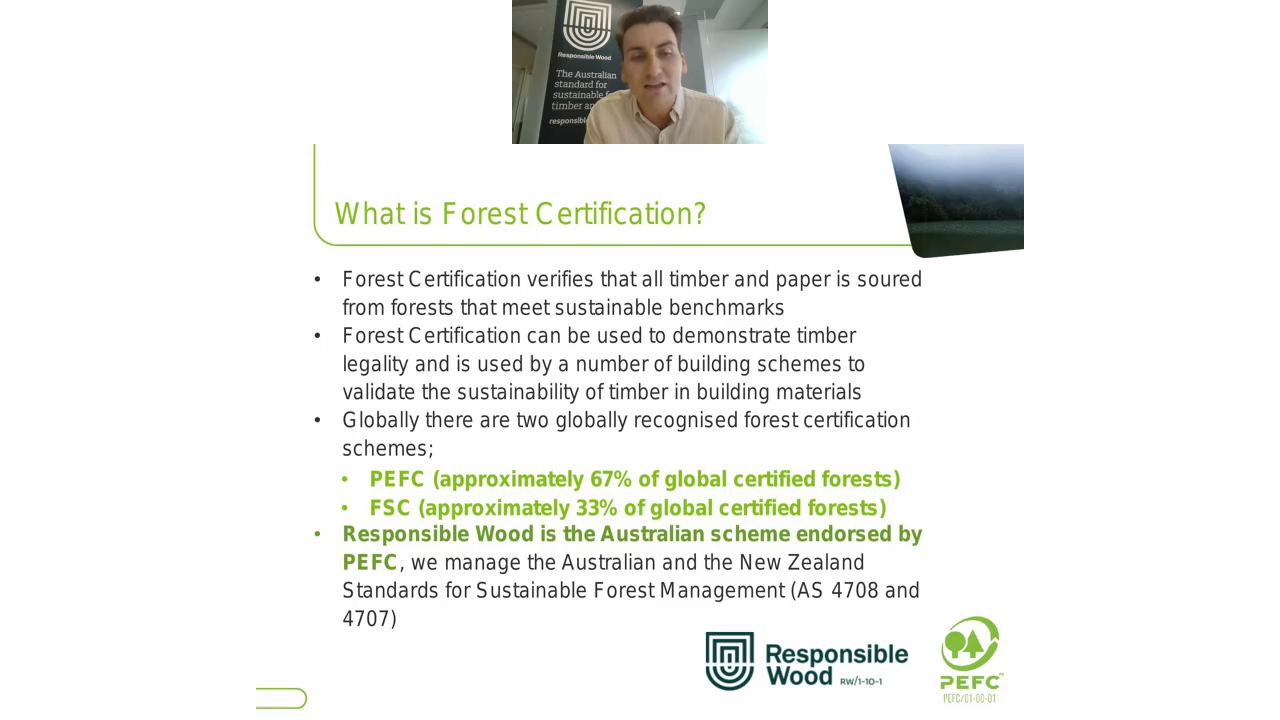 Responsible Wood
The Australian
standard for
sustainable
timber
What is Forest Certification?
• Forest Certification verifies that all timber and paper is soured
from forests that meet sustainable benchmarks
• Forest Certification can be used to demonstrate timber
legality and is used by a number of building schemes to
validate the sustainability of timber in building materials
• Globally there are two globally recognised forest certification
schemes;
• PEFC (approximately 67% of global certified forests)
• FSC (approximately 33% of global certified forests)
• Responsible Wood is the Australian scheme endorsed by
PEFC, we manage the Australian and the New Zealand
Standards for Sustainable Forest Management (AS 4708 and
4707)
Responsible
Wood RW/1-10-1
PEFC™
PEFC/01-00-01